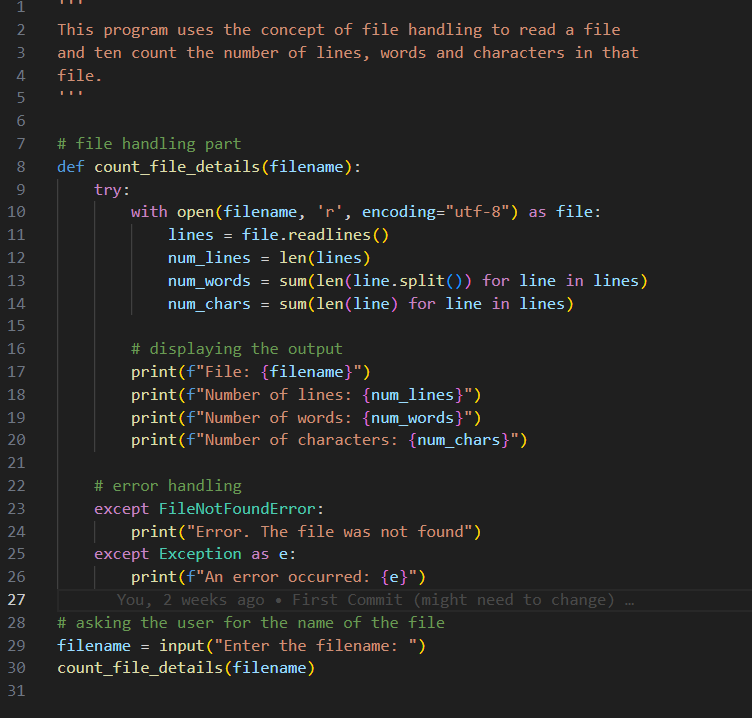 1 '''
2 This program uses the concept of file handling to read a file
3 and ten count the number of lines, words and characters in that
4 file.
5 '''
6
7 # file handling part
8 def count_file_details(filename):
9     try:
10         with open(filename, 'r', encoding="utf-8") as file:
11             lines = file.readlines()
12             num_lines = len(lines)
13             num_words = sum(len(line.split()) for line in lines)
14             num_chars = sum(len(line) for line in lines)
15
16         # displaying the output
17         print(f"File: {filename}")
18         print(f"Number of lines: {num_lines}")
19         print(f"Number of words: {num_words}")
20         print(f"Number of characters: {num_chars}")
21
22     # error handling
23     except FileNotFoundError:
24         print("Error. The file was not found")
25     except Exception as e:
26         print(f"An error occurred: {e}")
27 You, 2 weeks ago • First Commit (might need to change) …
28 # asking the user for the name of the file
29 filename = input("Enter the filename: ")
30 count_file_details(filename)
31